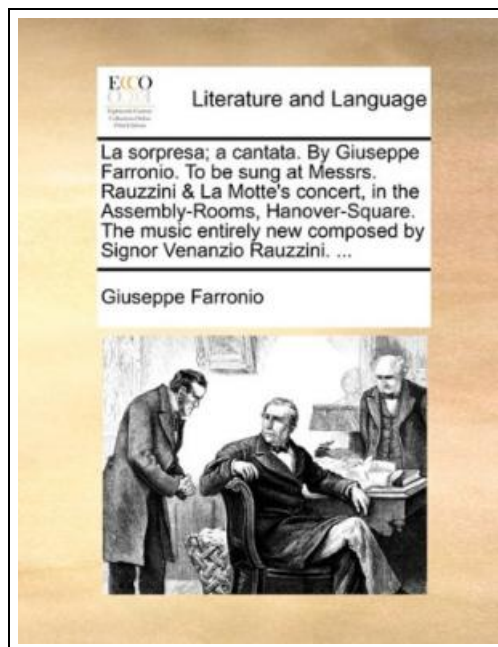 ECCO
Literature and Language
La sorpresa; a cantata. By Giuseppe
Farronio. To be sung at Messrs.
Rauzzini & La Motte's concert, in the
Assembly-Rooms, Hanover-Square.
The music entirely new composed by
Signor Venanzio Rauzzini. ...
Giuseppe Farronio